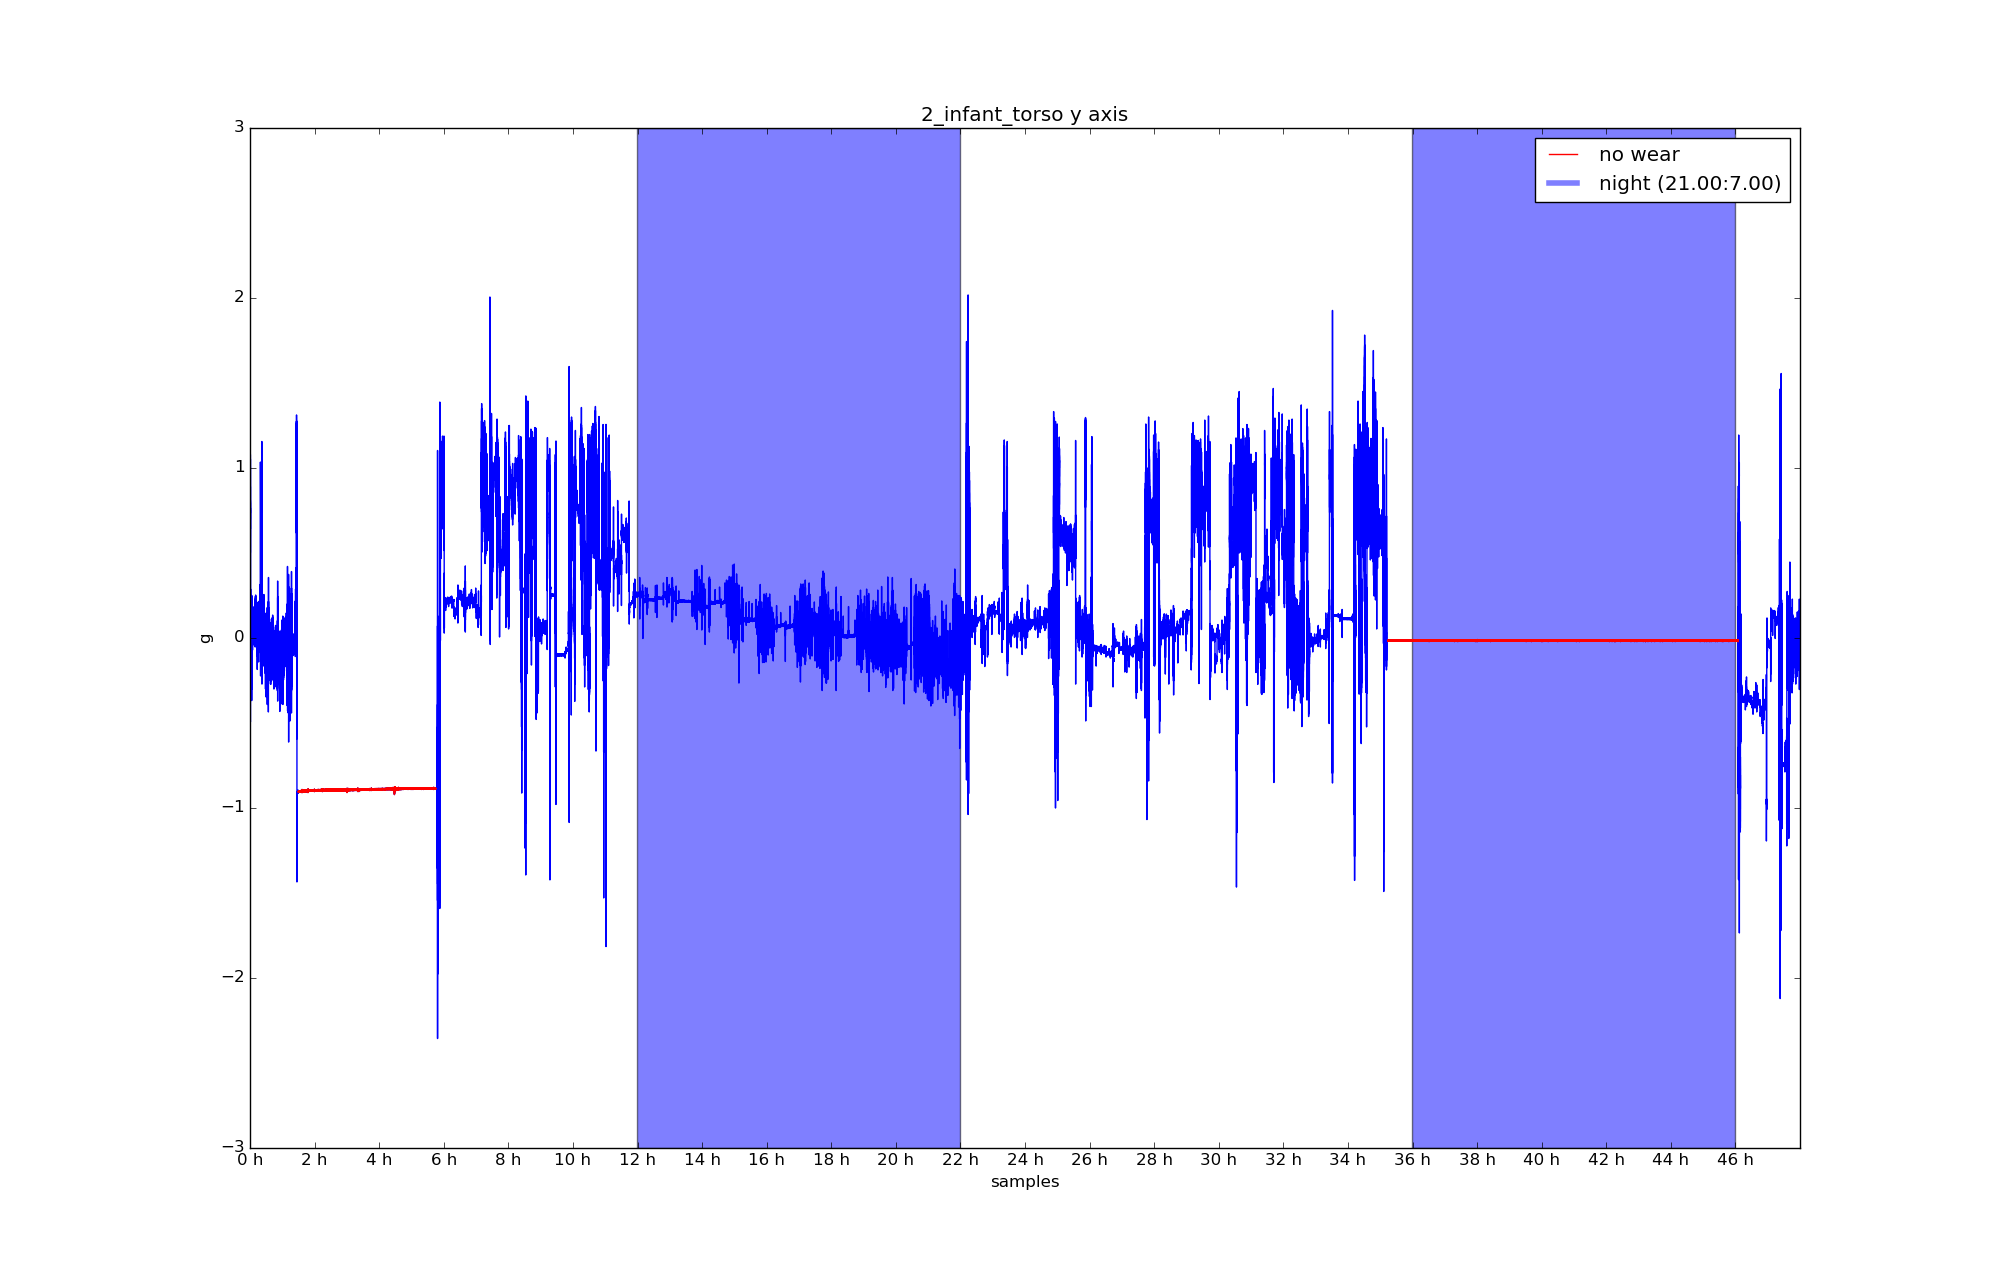 2_infant_torso y axis
no wear
night (21.00:7.00)
3
2
1
0
−1
−2
−3
g
0 h 2 h 4 h 6 h 8 h 10 h 12 h 14 h 16 h 18 h 20 h 22 h 24 h 26 h 28 h 30 h 32 h 34 h 36 h 38 h 40 h 42 h 44 h 46 h
samples